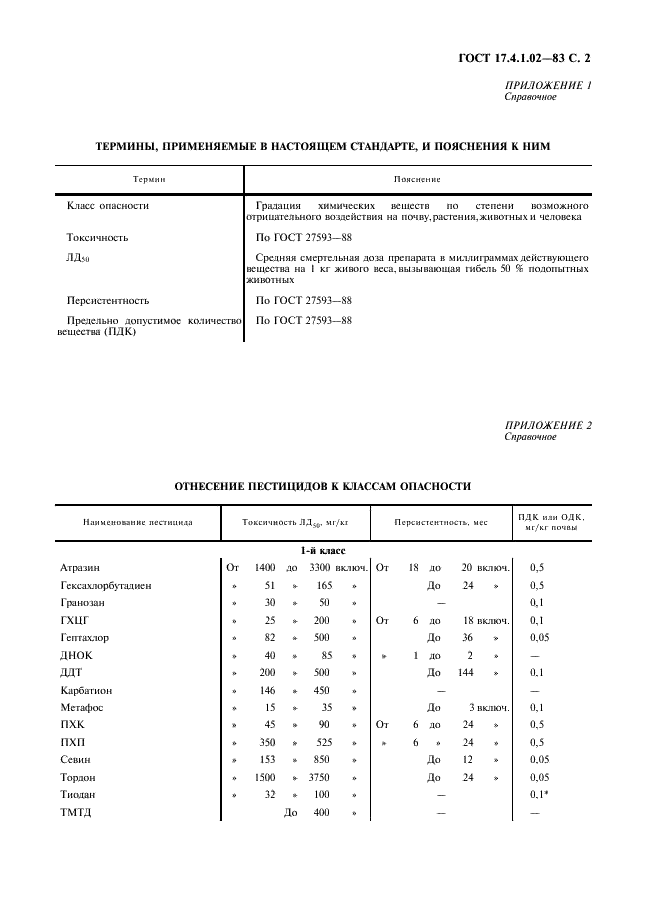 ГОСТ 17.4.1.02—83 С. 2
ПРИЛОЖЕНИЕ 1
Справочное
ТЕРМИНЫ, ПРИМЕНЯЕМЫЕ В НАСТОЯЩЕМ СТАНДАРТЕ, И ПОЯСНЕНИЯ К НИМ
Термин Пояснение
Класс опасности Градация химических веществ по степени возможного
отрицательного воздействия на почву, растения, животных и человека
Токсичность По ГОСТ 27593—88
ЛД50 Средняя смертельная доза препарата в миллиграммах действующего
вещества на 1 кг живого веса, вызывающая гибель 50 % подопытных
животных
Персистентность По ГОСТ 27593—88
Предельно допустимое количество По ГОСТ 27593—88
вещества (ПДК)
ПРИЛОЖЕНИЕ 2
Справочное
ОТНЕСЕНИЕ ПЕСТИЦИДОВ К КЛАССАМ ОПАСНОСТИ
Наименование пестицида Токсичность ЛД50, мг/кг Персистентность, мес ПДК или ОДК,
мг/кг почвы
1-й класс
Атразин От 1400 до 3300 включ. От 18 до 20 включ. 0,5
Гексахлорбутадиен » 51 » 165 » До 24 » 0,5
Гранозан » 30 » 50 » — 0,1
ГХЦГ » 25 » 200 » От 6 до 18 включ. 0,1
Гептахлор » 82 » 500 » До 36 » 0,05
ДНОК » 40 » 85 » » 1 до 2 » —
ДДТ » 200 » 500 » До 144 » 0,1
Карбатион » 146 » 450 » — —
Метафос » 15 » 35 » До 3 включ. 0,1
ПХК » 45 » 90 » От 6 до 24 » 0,5
ПХП » 350 » 525 » » 6 » 24 » 0,5
Севин » 153 » 850 » До 12 » 0,05
Тордон » 1500 » 3750 » До 24 » 0,05
Тиодан » 32 » 100 » — 0,1*
ТМТД До 400 » — —